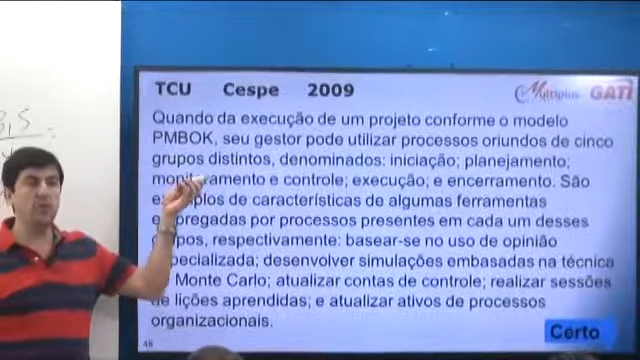 TCU Cespe 2009
Multiplus GATI
Quando da execução de um projeto conforme o modelo
PMBOK, seu gestor pode utilizar processos oriundos de cinco
grupos distintos, denominados: iniciação; planejamento;
monitoramento e controle; execução; e encerramento. São
exemplos de características de algumas ferramentas
empregadas por processos presentes em cada um desses
grupos, respectivamente: basear-se no uso de opinião
especializada; desenvolver simulações embasadas na técnica
Monte Carlo; atualizar contas de controle; realizar sessões
de lições aprendidas; e atualizar ativos de processos
organizacionais.
48
Certo